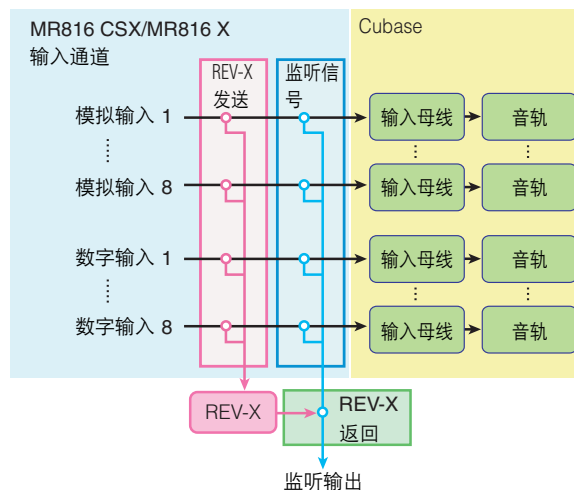 MR816 CSX/MR816 X
输入通道
Cubase
REV-X
发送
监听信
号
模拟输入 1
输入母线
音轨
模拟输入 8
输入母线
音轨
数字输入 1
输入母线
音轨
数字输入 8
输入母线
音轨
REV-X
REV-X
返回
监听输出